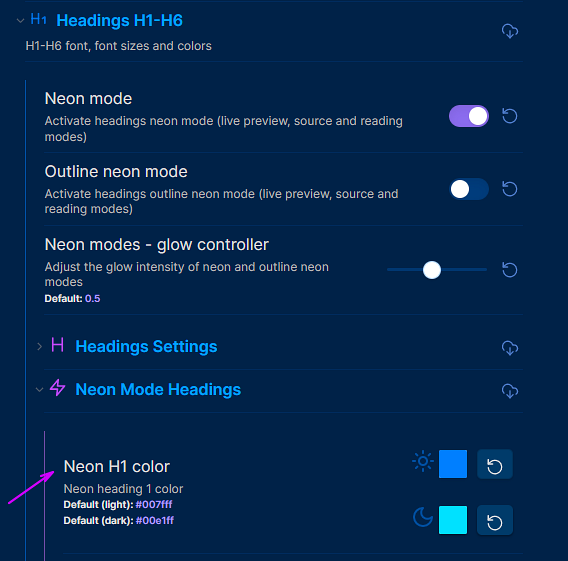 H1 Headings H1-H6
H1-H6 font, font sizes and colors
Neon mode
Activate headings neon mode (live preview, source and reading
modes)
Outline neon mode
Activate headings outline neon mode (live preview, source and
reading modes)
Neon modes - glow controller
Adjust the glow intensity of neon and outline neon
modes
Default: 0.5
H Headings Settings
Neon Mode Headings
Neon H1 color
Neon heading 1 color
Default (light): #007fff
Default (dark): #00e1ff